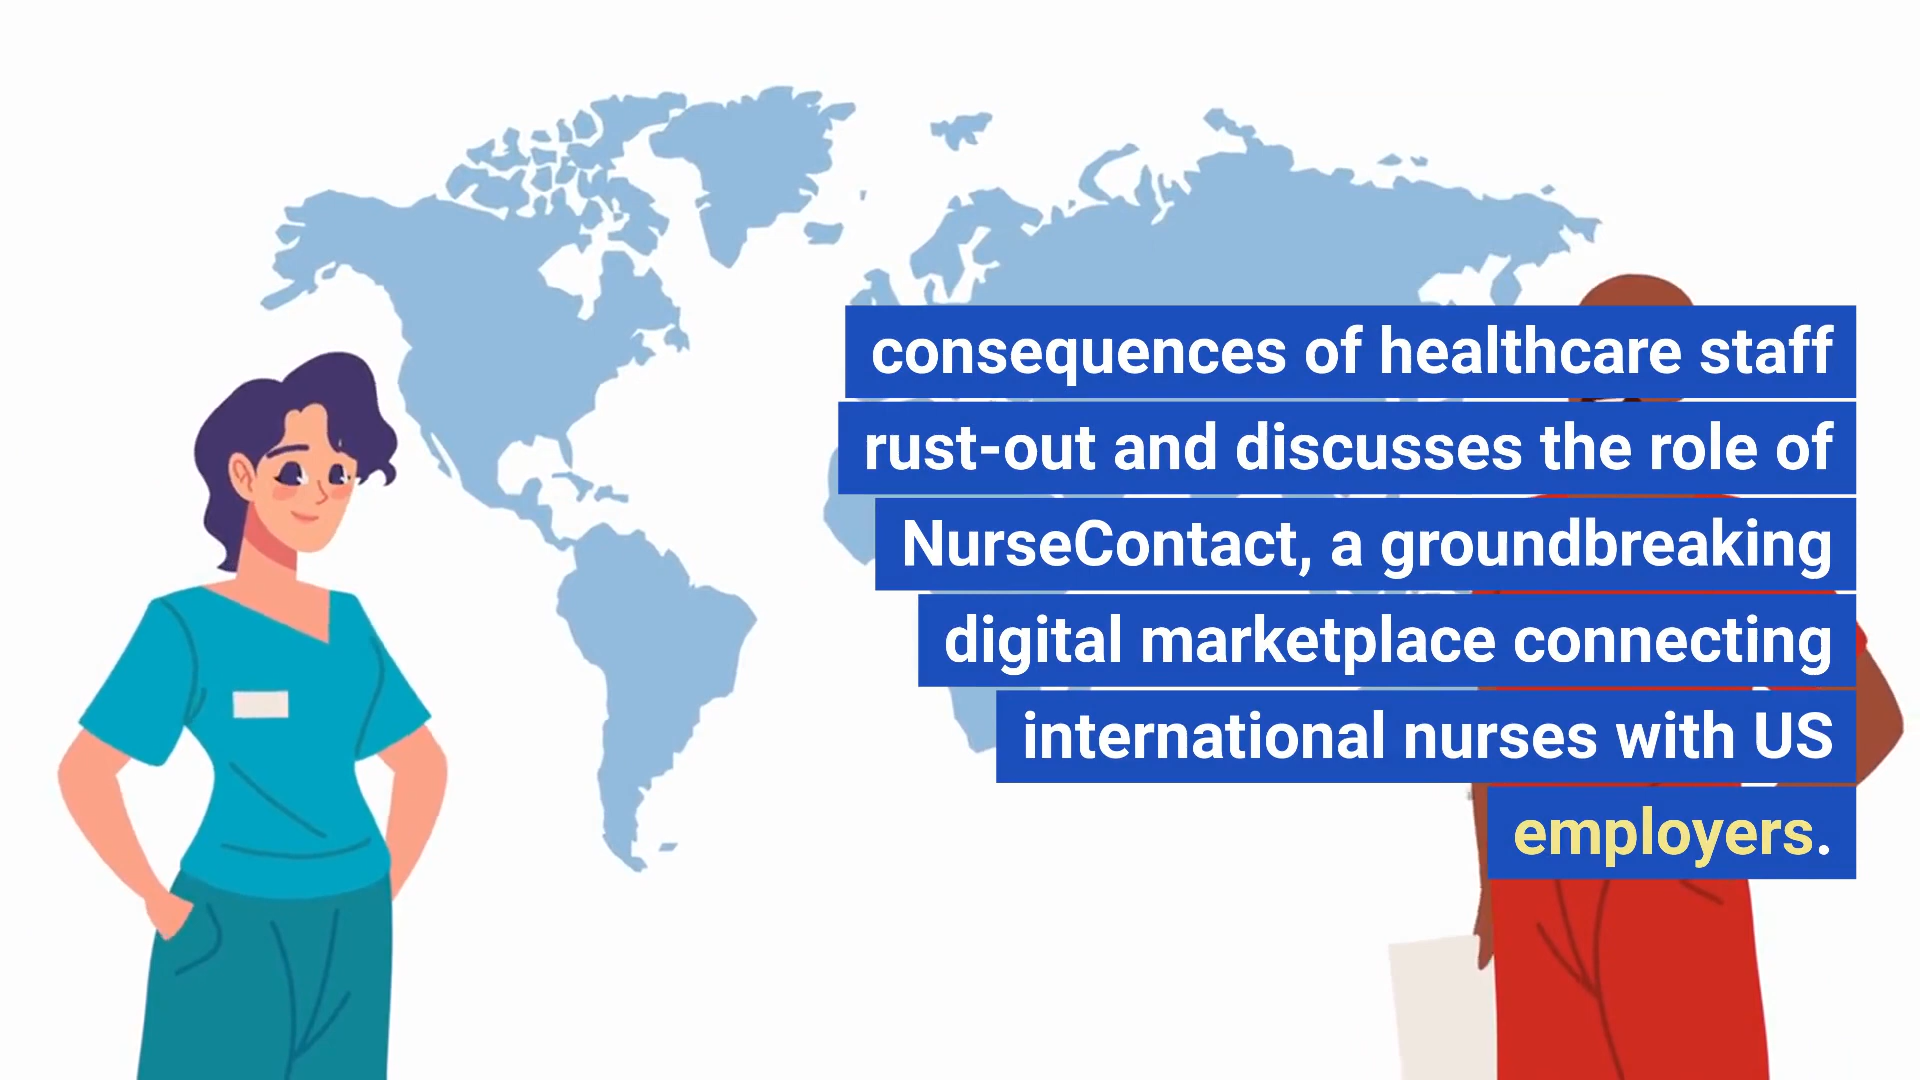 consequences of healthcare staff
rust-out and discusses the role of
NurseContact, a groundbreaking
digital marketplace connecting
international nurses with US
employers.